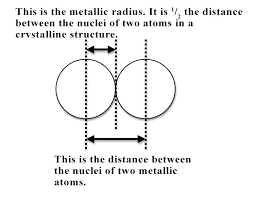 This is the metallic radius. It is 1/2 the distance
between the nuclei of two atoms in a
crystalline structure.
This is the distance between
the nuclei of two metallic
atoms.